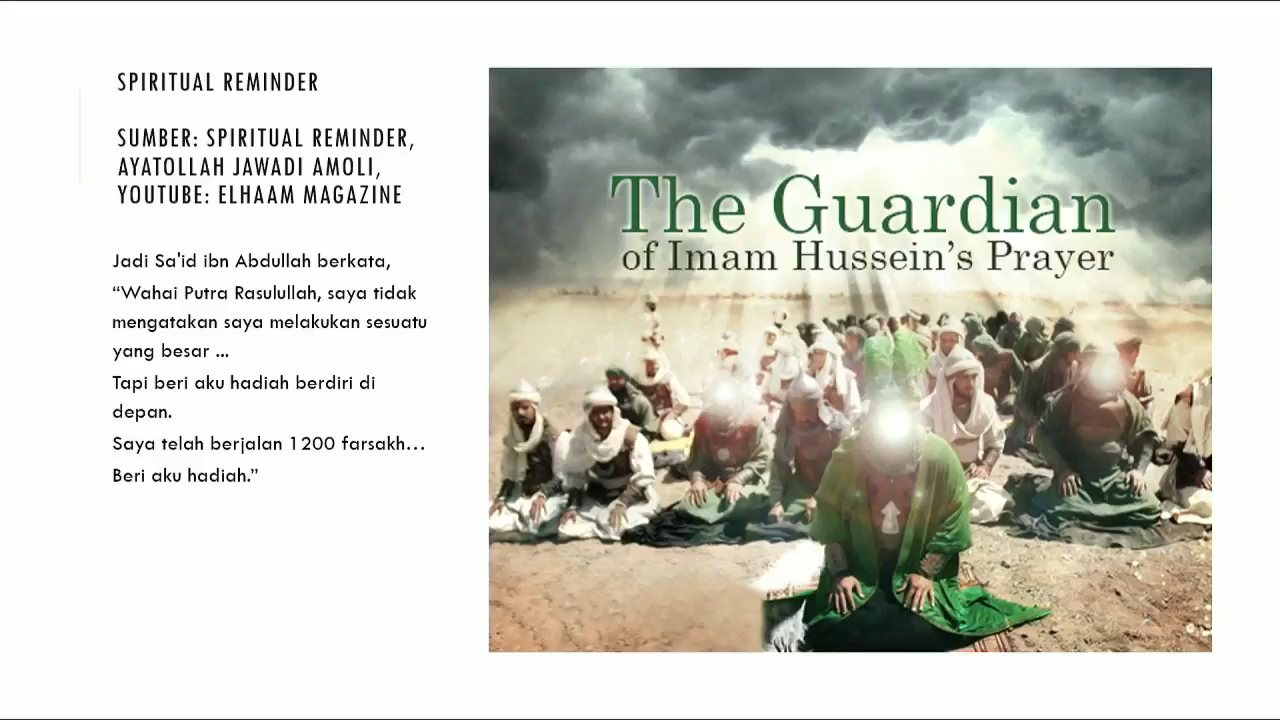 SPIRITUAL REMINDER
SUMBER: SPIRITUAL REMINDER,
AYATOLLAH JAWADI AMOLI,
YOUTUBE: ELHAAM MAGAZINE
Jadi Sa'id ibn Abdullah berkata,
“Wahai Putra Rasulullah, saya tidak
mengatakan saya melakukan sesuatu
yang besar ...
Tapi beri aku hadiah berdiri di
depan.
Saya telah berjalan 1200 farsakh…
Beri aku hadiah.”
The Guardian
of Imam Hussein's Prayer